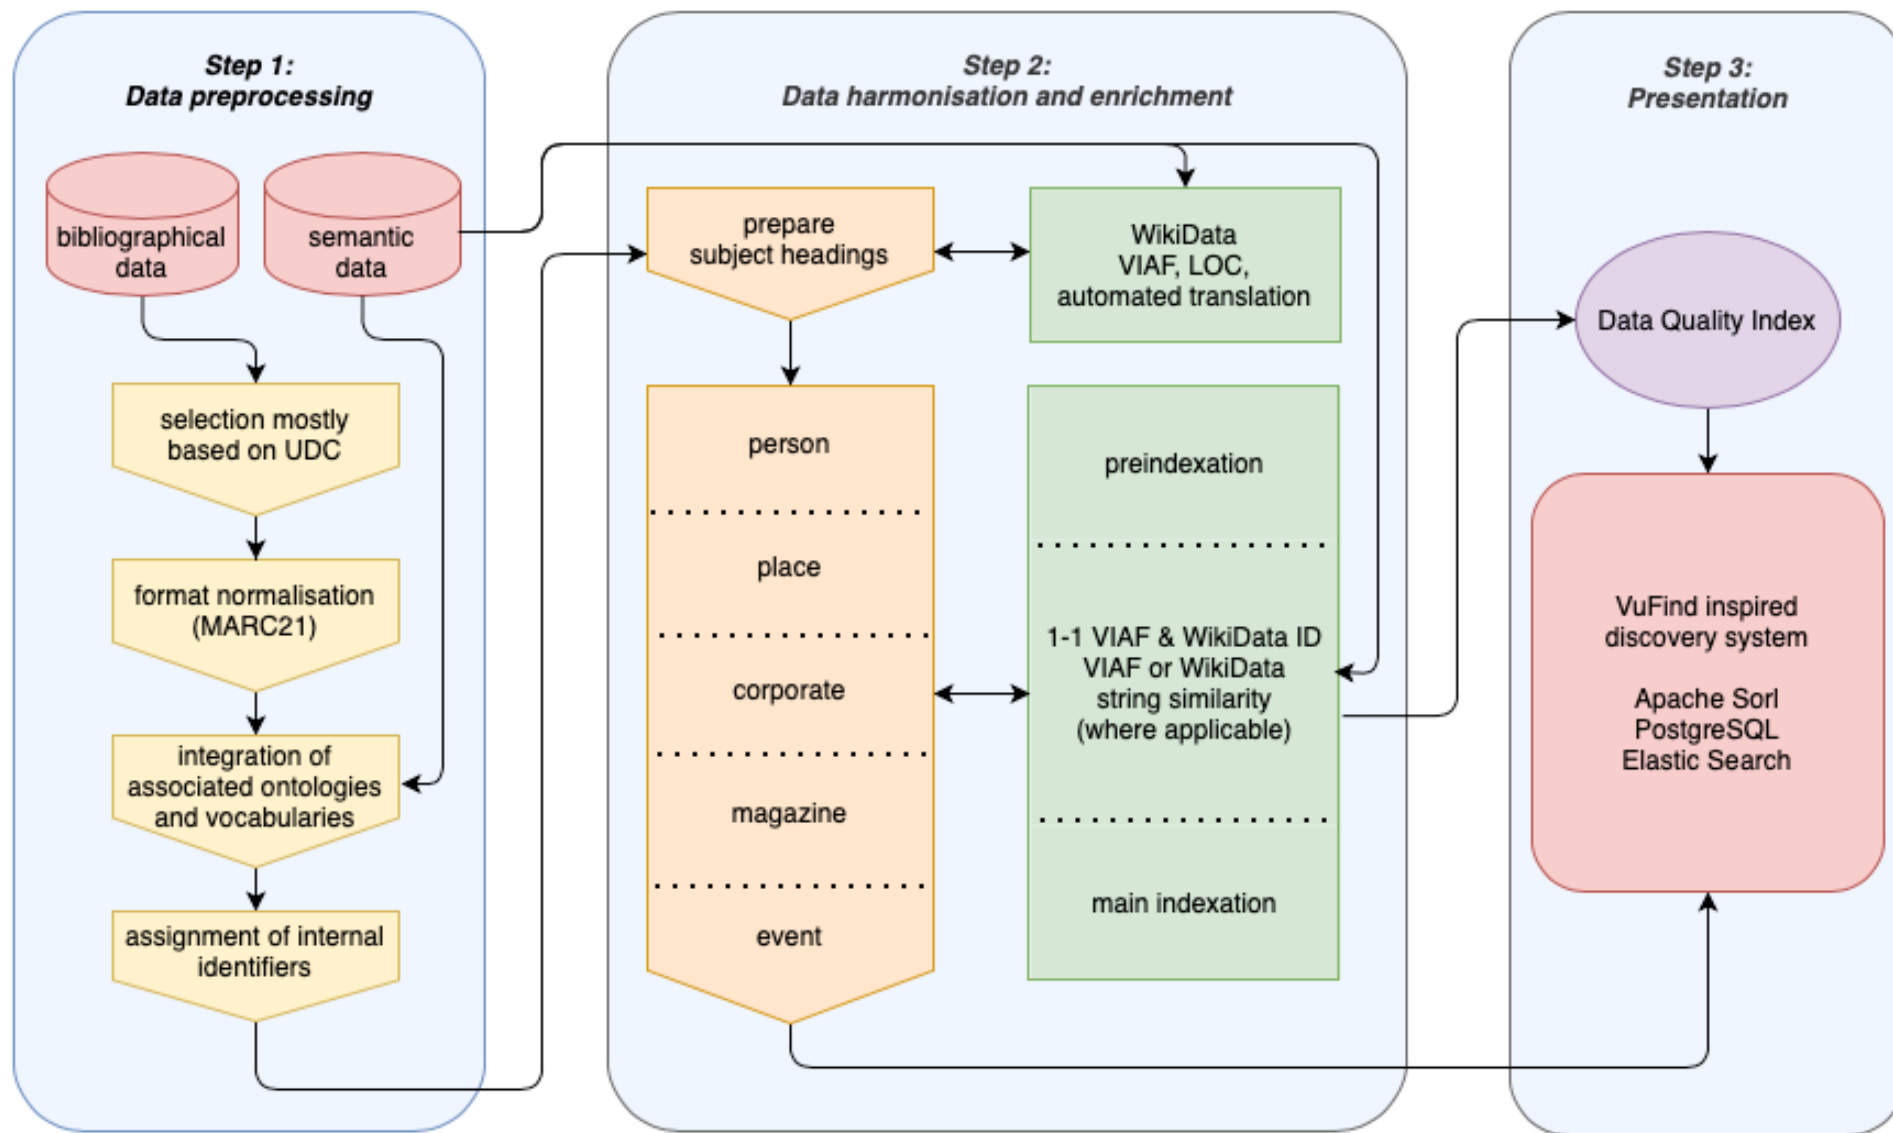 Step 1:
Data preprocessing
bibliographical
data
semantic
data
selection mostly
based on UDC
format normalisation
(MARC21)
integration of
associated ontologies
and vocabularies
assignment of internal
identifiers
Step 2:
Data harmonisation and enrichment
prepare
subject headings
WikiData
VIAF, LOC,
automated translation
person
place
corporate
magazine
event
preindexation
1-1 VIAF & WikiData ID
VIAF or WikiData
string similarity
(where applicable)
main indexation
Step 3:
Presentation
Data Quality Index
VuFind inspired
discovery system
Apache Sorl
PostgreSQL
Elastic Search